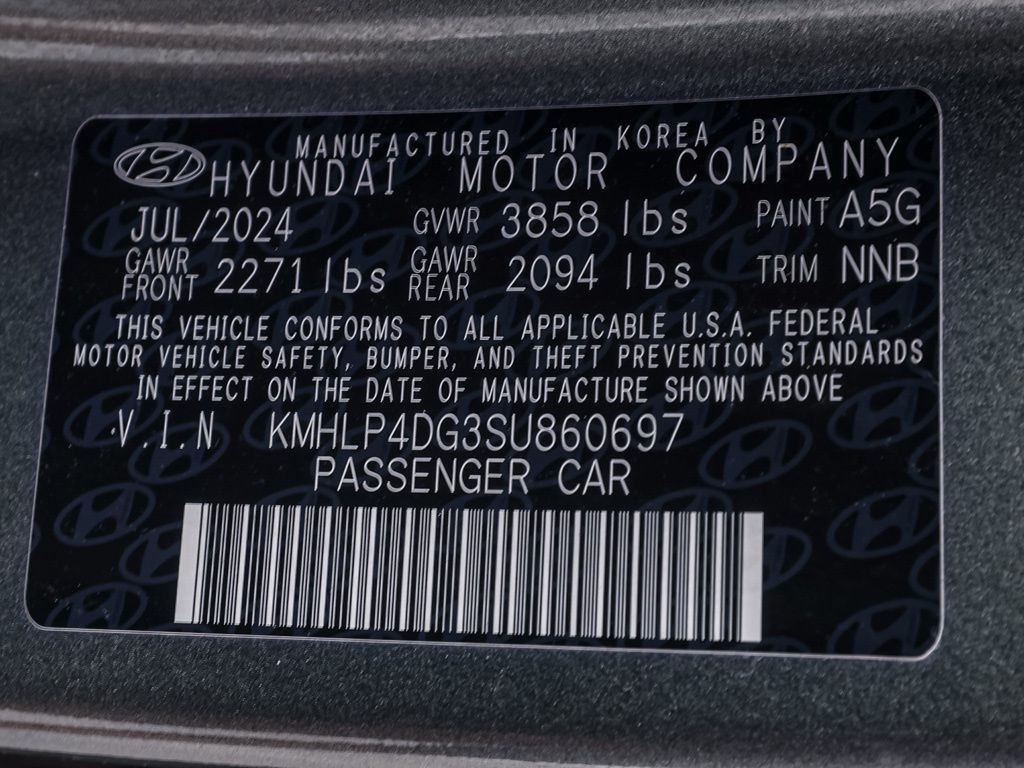 MANUFACTURED IN KOREA BY
HYUNDAI MOTOR COMPANY
JUL/2024 GVWR 3858 lbs PAINT A5G
GAWR FRONT 2271 lbs GAWR REAR 2094 lbs TRIM NNB
THIS VEHICLE CONFORMS TO ALL APPLICABLE U.S.A. FEDERAL
MOTOR VEHICLE SAFETY, BUMPER, AND THEFT PREVENTION STANDARDS
IN EFFECT ON THE DATE OF MANUFACTURE SHOWN ABOVE
V.I.N KMHLP4DG3SU860697
PASSENGER CAR